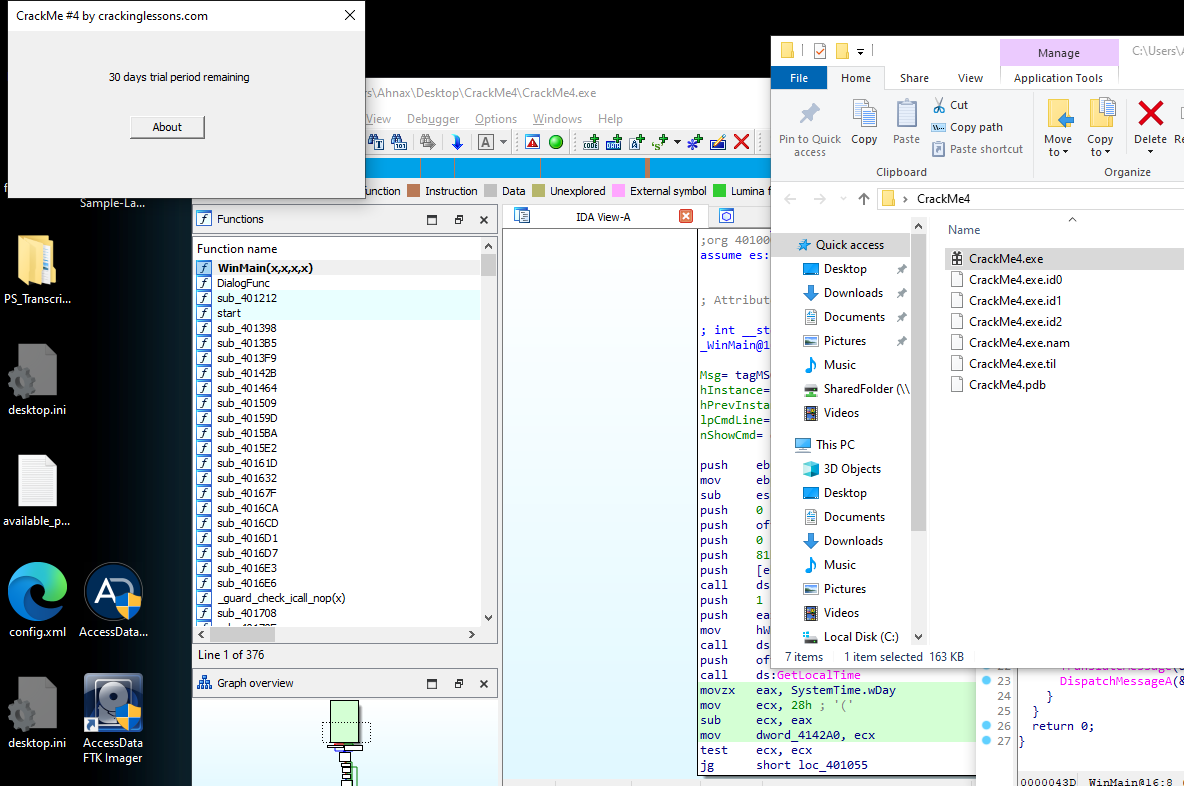 CrackMe #4 by crackinglessons.com
30 days trial period remaining
About
Sample-La...
PS_Transcri...
desktop.ini
available_p...
config.xml
AccessData...
desktop.ini
AccessData
FTK Imager
rs\Ahnax\Desktop\CrackMe4\CrackMe4.exe
View Debugger Options Windows Help
unction Instruction Data Unexplored External symbol Lumina f
Functions
Function name
WinMain(x,x,x,x)
DialogFunc
sub_401212
start
sub_401398
sub_4013B5
sub_4013F9
sub_40142B
sub_401464
sub_401509
sub_40159D
sub_4015BA
sub_4015E2
sub_40161D
sub_401632
sub_40167F
sub_4016CA
sub_4016CD
sub_4016D1
sub_4016D7
sub_4016E3
sub_4016E6
_guard_check_icall_nop(x)
sub_401708
Line 1 of 376
Graph overview
IDA View-A
;org 40100
assume es:
; Attribut
; int __st
_WinMain@1
Msg= tagMSG
hInstance=
hPrevInsta
lpCmdLine=
nShowCmd=
push eb
mov eb
sub es
push 0
push of
push 0
push 81
push [e
call ds
push 1
push ea
mov hW
call ds
push of
call ds:GetLocalTime
movzx eax, SystemTime.wDay
mov ecx, 28h ; '('
sub ecx, eax
mov dword_4142A0, ecx
test ecx, ecx
jg short loc_401055
Manage
C:\Users\A
File Home Share View Application Tools
Pin to Quick
access
Copy
Paste
Cut
Copy path
Paste shortcut
Move
to
Copy
to
Delete
Re
Clipboard
Organize
CrackMe4
Quick access
Desktop
Downloads
Documents
Pictures
Music
SharedFolder (\\
Videos
This PC
3D Objects
Desktop
Documents
Downloads
Music
Pictures
Videos
Local Disk (C:)
Name
CrackMe4.exe
CrackMe4.exe.id0
CrackMe4.exe.id1
CrackMe4.exe.id2
CrackMe4.exe.nam
CrackMe4.exe.til
CrackMe4.pdb
7 items 1 item selected 163 KB
23 DispatchMessageA(&
24 }
25 }
26 return 0;
27 }
0000043D WinMain@16:8